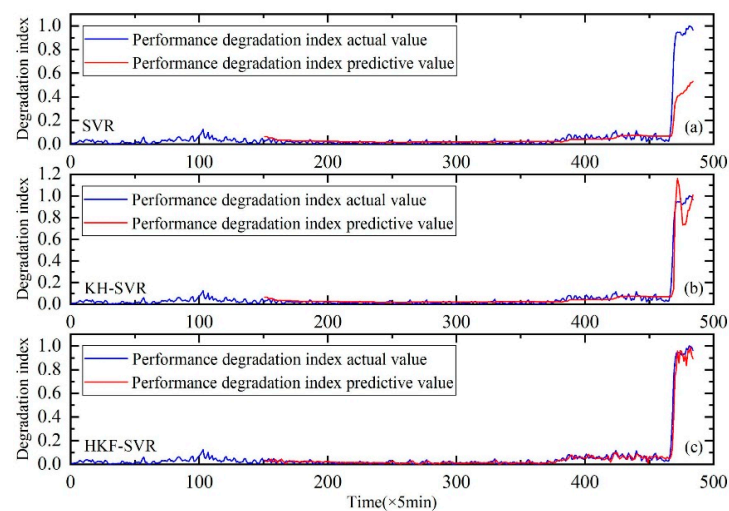 Degradation index
1.0
0.8
0.6
0.4
0.2
0.0
Performance degradation index actual value
Performance degradation index predictive value
SVR
(a)
0 100 200 300 400 500
Degradation index
1.2
1.0
0.8
0.6
0.4
0.2
0.0
Performance degradation index actual value
Performance degradation index predictive value
KH-SVR
(b)
0 100 200 300 400 500
Degradation index
1.0
0.8
0.6
0.4
0.2
0.0
Performance degradation index actual value
Performance degradation index predictive value
HKF-SVR
(c)
0 100 200 300 400 500
Time(×5min)